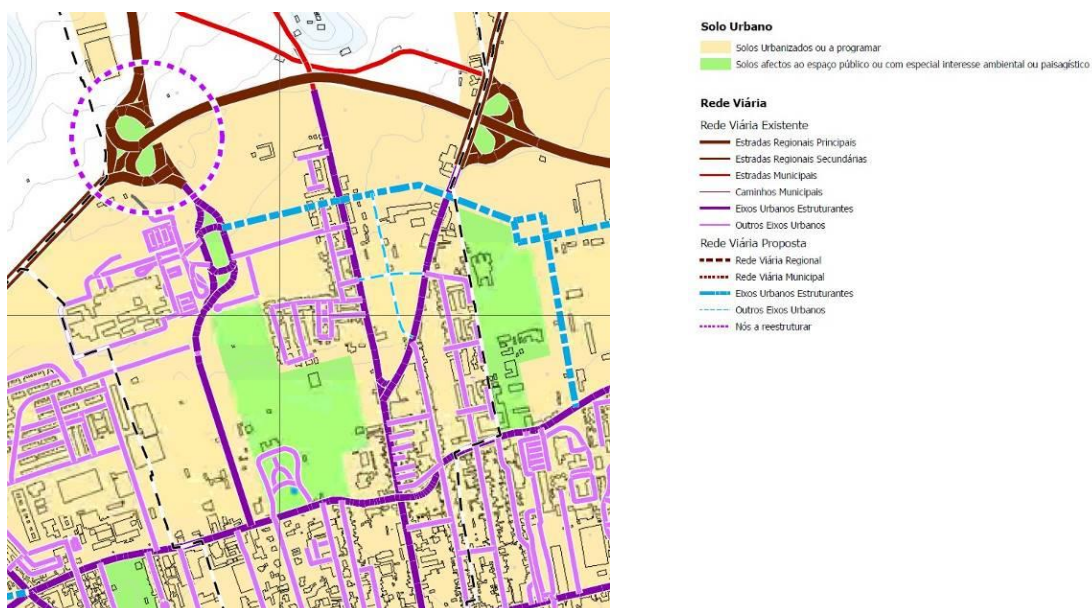 Solo Urbano
Solos Urbanizados ou a programar
Solos afectos ao espaço público ou com especial interesse ambiental ou paisagístico
Rede Viária
Rede Viária Existente
Estradas Regionais Principais
Estradas Regionais Secundárias
Estradas Municipais
Caminhos Municipais
Eixos Urbanos Estruturantes
Outros Eixos Urbanos
Rede Viária Proposta
Rede Viária Regional
Rede Viária Municipal
Eixos Urbanos Estruturantes
Outros Eixos Urbanos
Nós a reestruturar